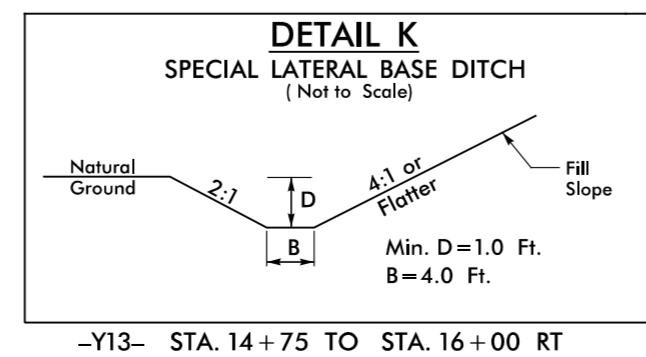 DETAIL K
SPECIAL LATERAL BASE DITCH
( Not to Scale)
Natural
Ground
2:1
D
B
4:1 or
Flatter
Fill
Slope
Min. D=1.0 Ft.
B=4.0 Ft.
-Y13- STA. 14+75 TO STA. 16+00 RT